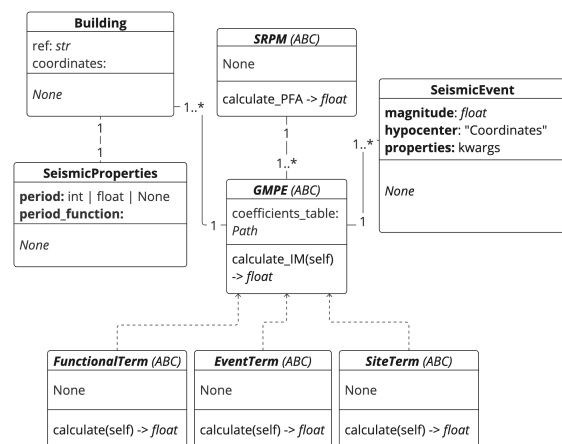 Building
ref: str
coordinates:
None
1..*
1
1
SeismicProperties
period: int | float | None
period_function:
None
SRPM (ABC)
None
calculate_PFA -> float
1
1..*
SeismicEvent
magnitude: float
hypocenter: "Coordinates"
properties: kwargs
None
1..*
1
GMPE (ABC)
coefficients_table:
Path
calculate_IM(self)
-> float
1
FunctionalTerm (ABC)
None
calculate(self) -> float
EventTerm (ABC)
None
calculate(self) -> float
SiteTerm (ABC)
None
calculate(self) -> float